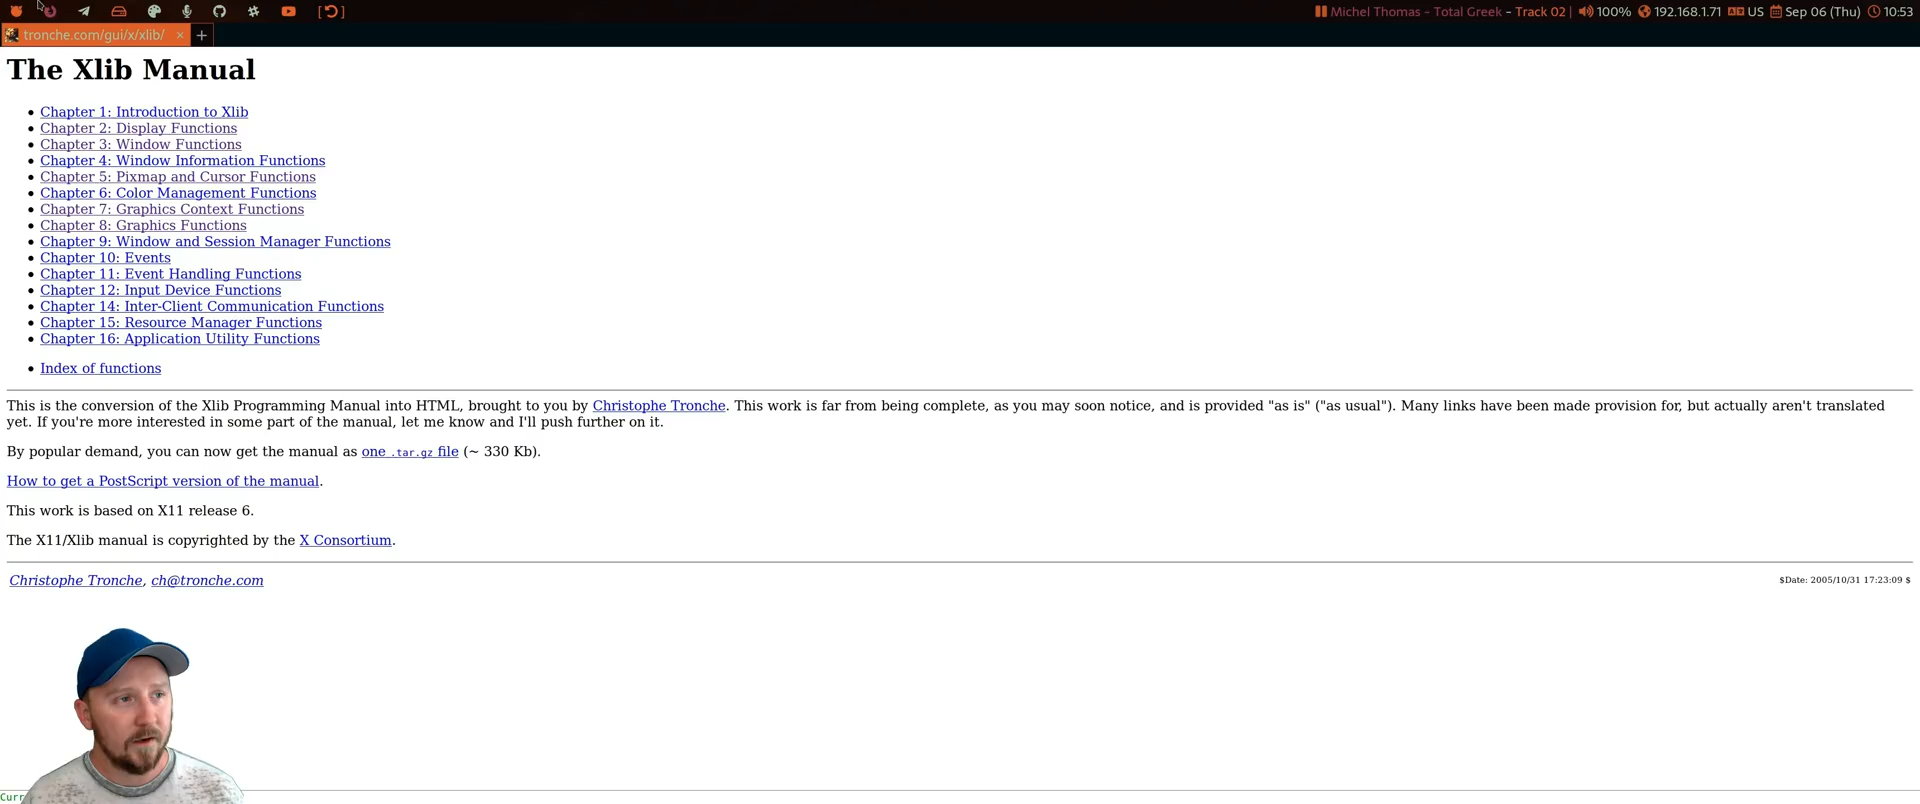 [ ]
Michel Thomas - Total Greek - Track 02 | 100% 192.168.1.71 US Sep 06 (Thu) 10:53
tronche.com/gui/x/xlib/ × +
The Xlib Manual
• Chapter 1: Introduction to Xlib
• Chapter 2: Display Functions
• Chapter 3: Window Functions
• Chapter 4: Window Information Functions
• Chapter 5: Pixmap and Cursor Functions
• Chapter 6: Color Management Functions
• Chapter 7: Graphics Context Functions
• Chapter 8: Graphics Functions
• Chapter 9: Window and Session Manager Functions
• Chapter 10: Events
• Chapter 11: Event Handling Functions
• Chapter 12: Input Device Functions
• Chapter 14: Inter-Client Communication Functions
• Chapter 15: Resource Manager Functions
• Chapter 16: Application Utility Functions
• Index of functions
This is the conversion of the Xlib Programming Manual into HTML, brought to you by Christophe Tronche. This work is far from being complete, as you may soon notice, and is provided "as is" ("as usual"). Many links have been made provision for, but actually aren't translated
yet. If you're more interested in some part of the manual, let me know and I'll push further on it.
By popular demand, you can now get the manual as one .tar.gz file (~ 330 Kb).
How to get a PostScript version of the manual.
This work is based on X11 release 6.
The X11/Xlib manual is copyrighted by the X Consortium.
Christophe Tronche, ch@tronche.com
$Date: 2005/10/31 17:23:09 $
Curr